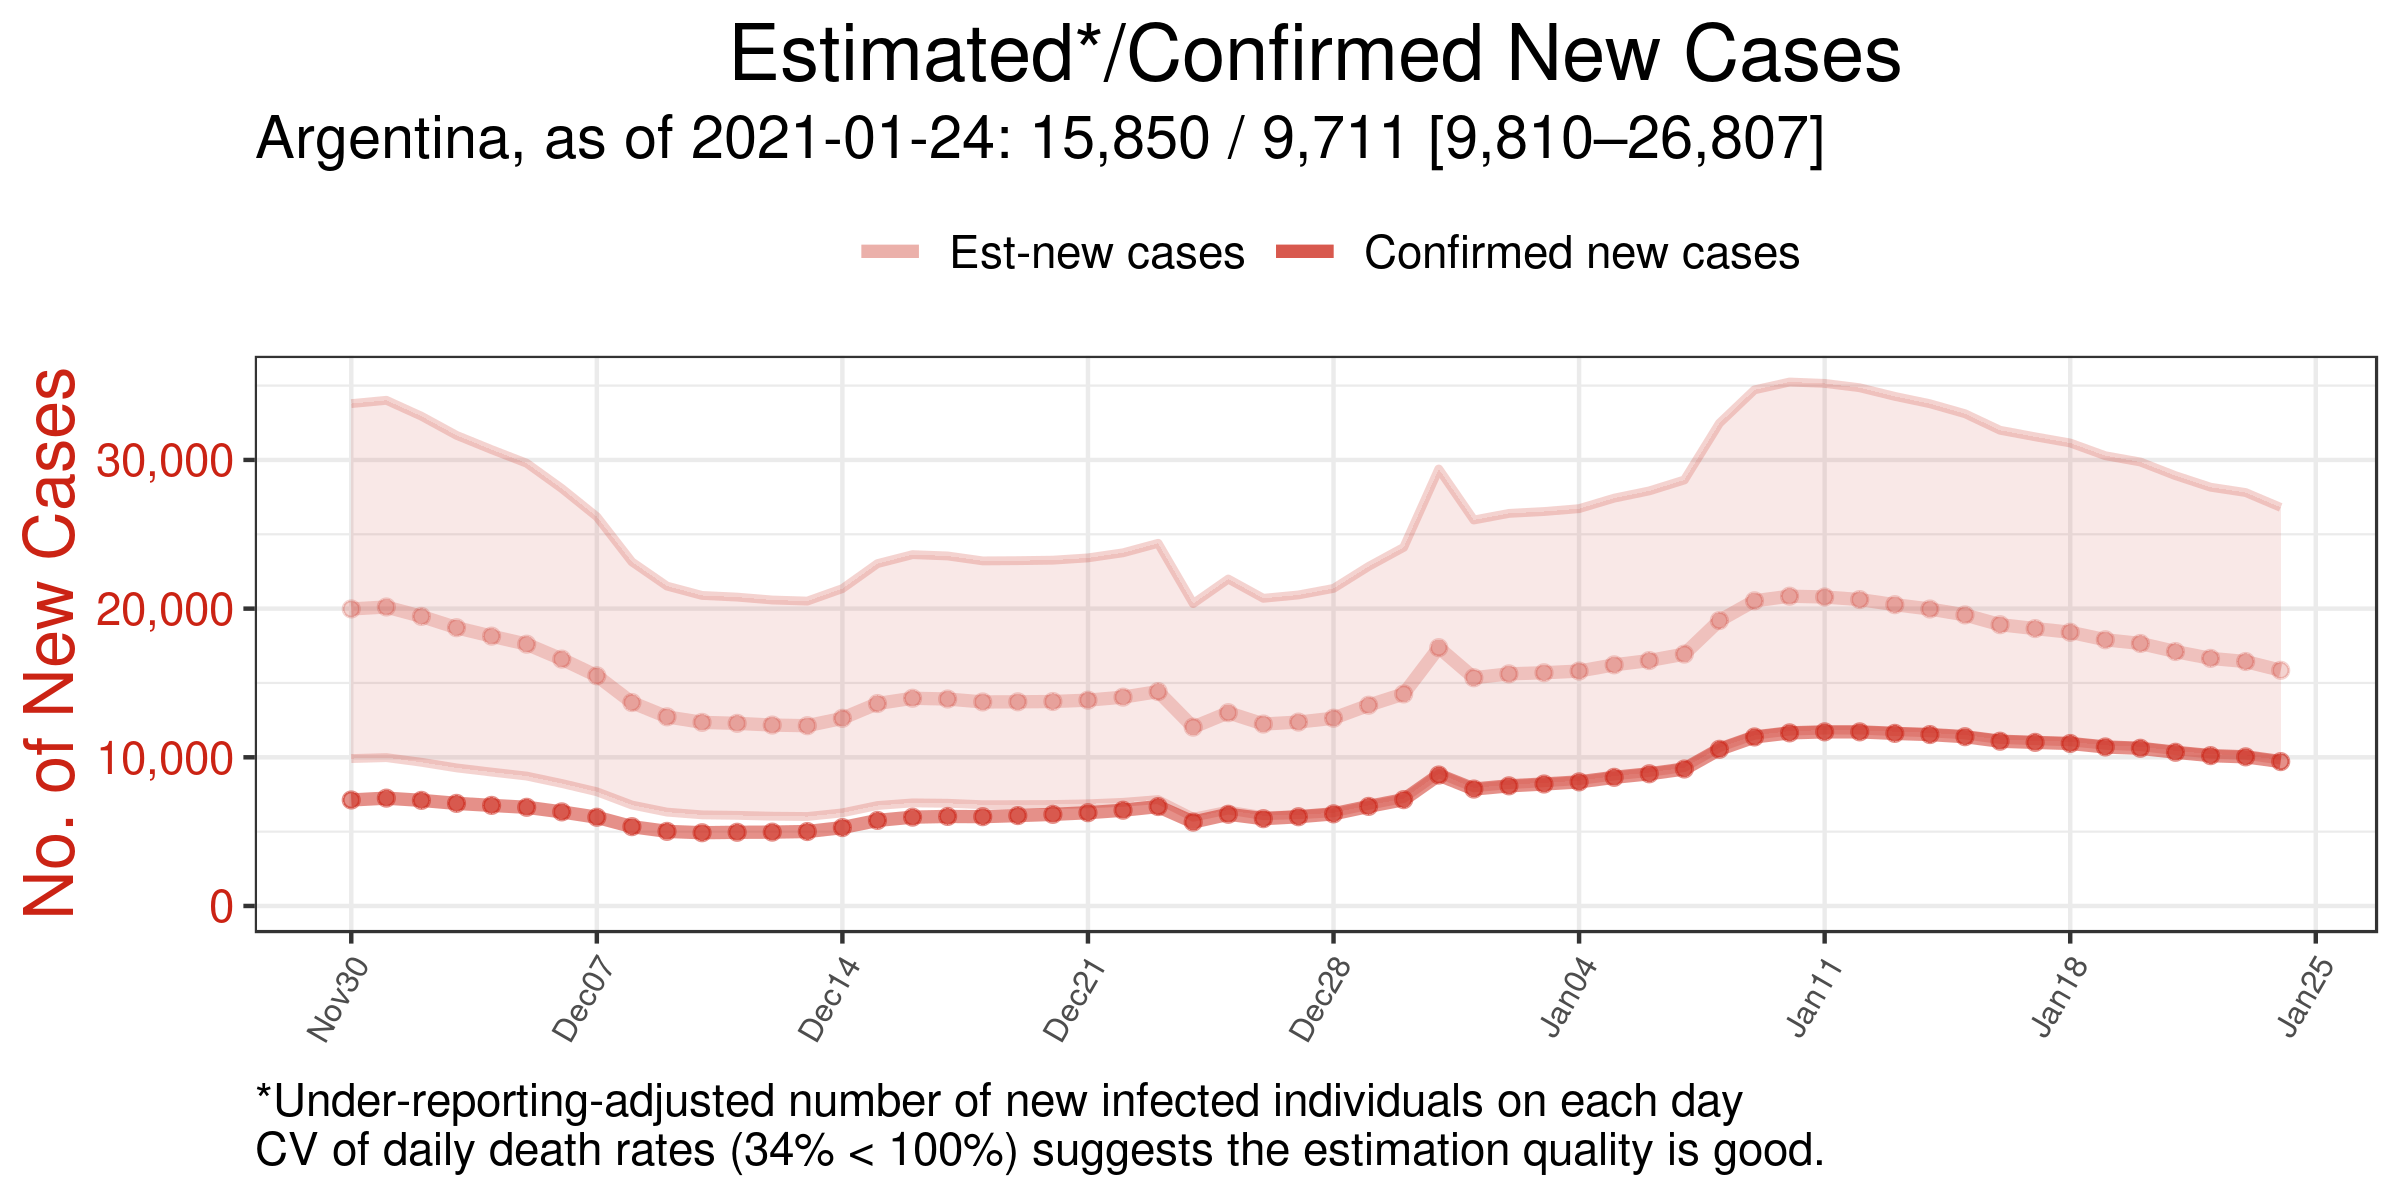 Estimated*/Confirmed New Cases
Argentina, as of 2021-01-24: 15,850 / 9,711 [9,810–26,807]
Est-new cases
Confirmed new cases
No. of New Cases
30,000
20,000
10,000
0
Nov30
Dec07
Dec14
Dec21
Dec28
Jan04
Jan11
Jan18
Jan25
*Under-reporting-adjusted number of new infected individuals on each day
CV of daily death rates (34% < 100%) suggests the estimation quality is good.